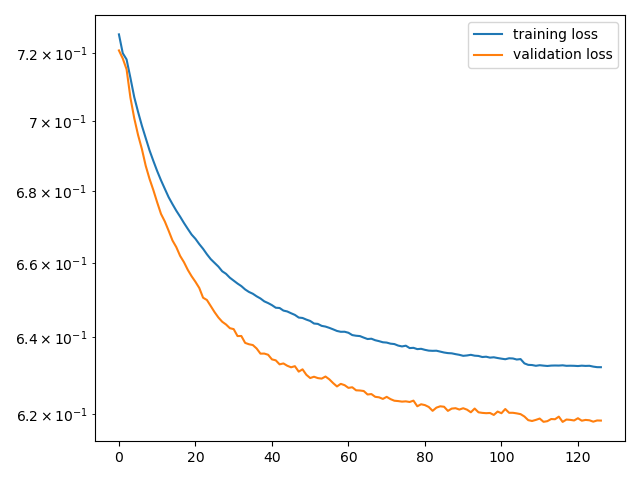 training loss
validation loss
7.2 × 10⁻¹
7 × 10⁻¹
6.8 × 10⁻¹
6.6 × 10⁻¹
6.4 × 10⁻¹
6.2 × 10⁻¹
0 20 40 60 80 100 120